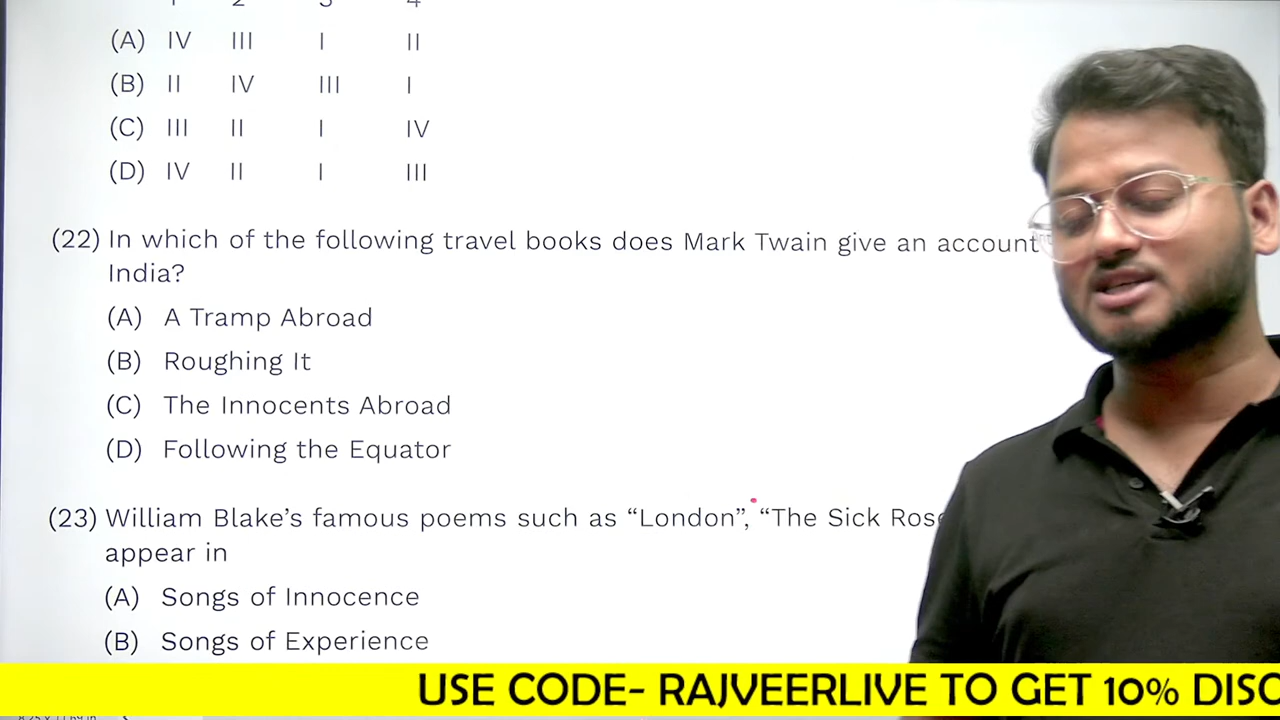 (A) IV III I II
(B) II IV III I
(C) III II I IV
(D) IV II I III
(22) In which of the following travel books does Mark Twain give an account
India?
(A) A Tramp Abroad
(B) Roughing It
(C) The Innocents Abroad
(D) Following the Equator
(23) William Blake’s famous poems such as “London”, “The Sick Rose
appear in
(A) Songs of Innocence
(B) Songs of Experience
USE CODE- RAJVEERLIVE TO GET 10% DISC